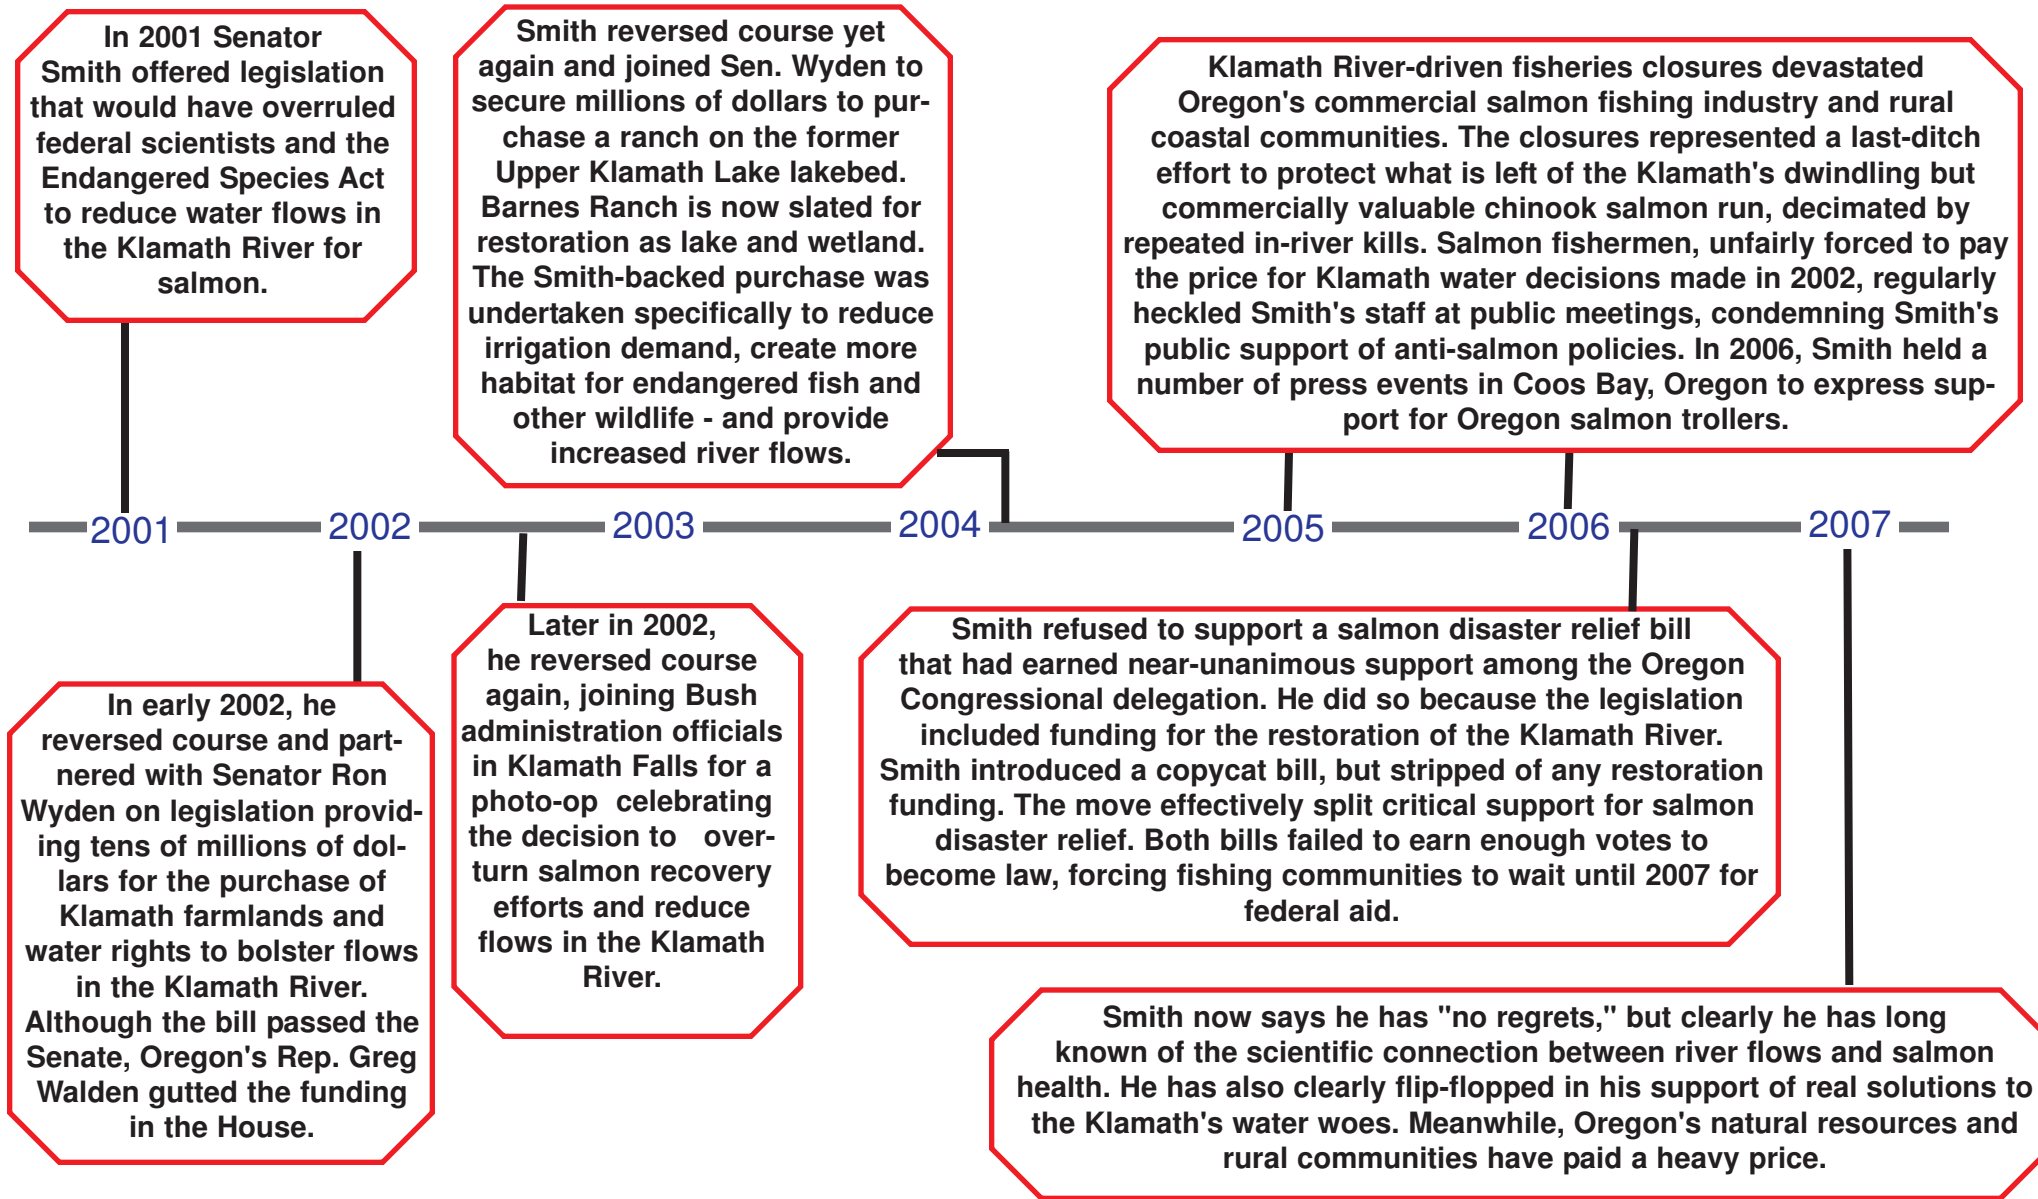 In 2001 Senator
Smith offered legislation
that would have overruled
federal scientists and the
Endangered Species Act
to reduce water flows in
the Klamath River for
salmon.
Smith reversed course yet
again and joined Sen. Wyden to
secure millions of dollars to pur-
chase a ranch on the former
Upper Klamath Lake lakebed.
Barnes Ranch is now slated for
restoration as lake and wetland.
The Smith-backed purchase was
undertaken specifically to reduce
irrigation demand, create more
habitat for endangered fish and
other wildlife - and provide
increased river flows.
Klamath River-driven fisheries closures devastated
Oregon's commercial salmon fishing industry and rural
coastal communities. The closures represented a last-ditch
effort to protect what is left of the Klamath's dwindling but
commercially valuable chinook salmon run, decimated by
repeated in-river kills. Salmon fishermen, unfairly forced to pay
the price for Klamath water decisions made in 2002, regularly
heckled Smith's staff at public meetings, condemning Smith's
public support of anti-salmon policies. In 2006, Smith held a
number of press events in Coos Bay, Oregon to express sup-
port for Oregon salmon trollers.
2001 2002 2003 2004 2005 2006 2007
In early 2002, he
reversed course and part-
nered with Senator Ron
Wyden on legislation provid-
ing tens of millions of dol-
lars for the purchase of
Klamath farmlands and
water rights to bolster flows
in the Klamath River.
Although the bill passed the
Senate, Oregon's Rep. Greg
Walden gutted the funding
in the House.
Later in 2002,
he reversed course
again, joining Bush
administration officials
in Klamath Falls for a
photo-op celebrating
the decision to over-
turn salmon recovery
efforts and reduce
flows in the Klamath
River.
Smith refused to support a salmon disaster relief bill
that had earned near-unanimous support among the Oregon
Congressional delegation. He did so because the legislation
included funding for the restoration of the Klamath River.
Smith introduced a copycat bill, but stripped of any restoration
funding. The move effectively split critical support for salmon
disaster relief. Both bills failed to earn enough votes to
become law, forcing fishing communities to wait until 2007 for
federal aid.
Smith now says he has "no regrets," but clearly he has long
known of the scientific connection between river flows and salmon
health. He has also clearly flip-flopped in his support of real solutions to
the Klamath's water woes. Meanwhile, Oregon's natural resources and
rural communities have paid a heavy price.